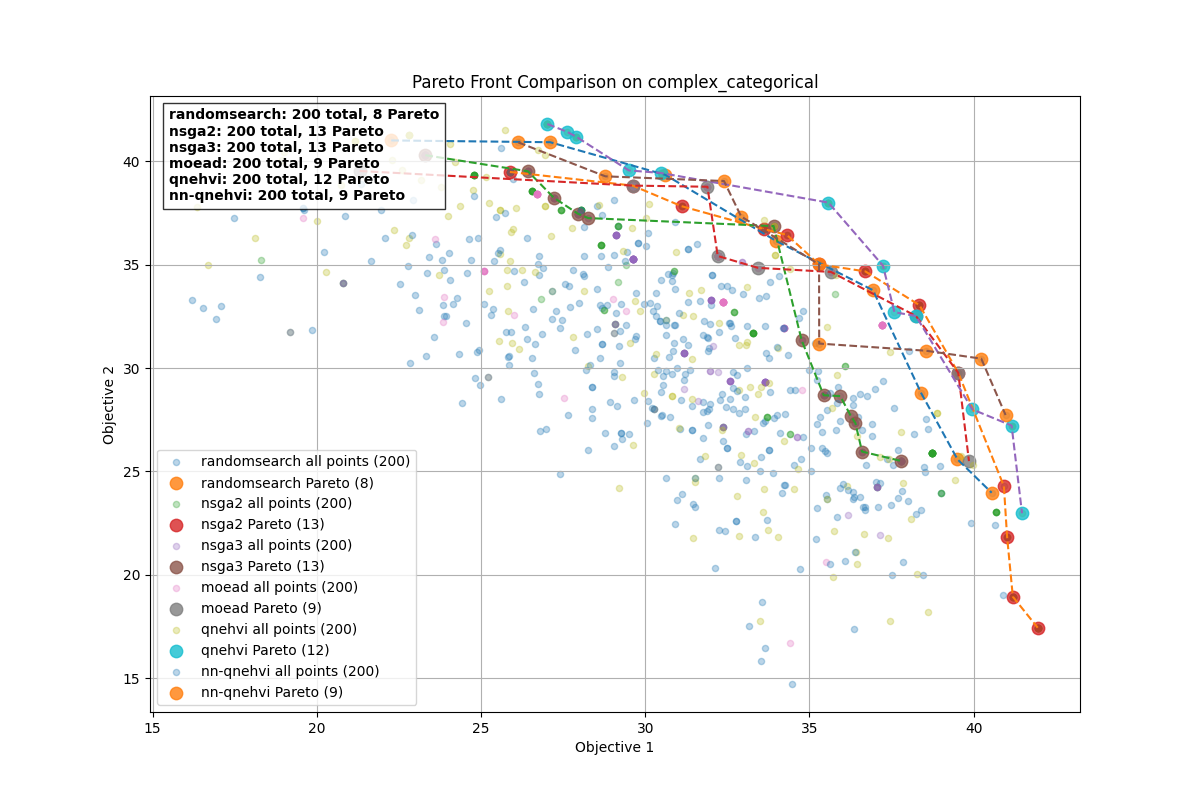 Pareto Front Comparison on complex_categorical
randomsearch: 200 total, 8 Pareto
nsga2: 200 total, 13 Pareto
nsga3: 200 total, 13 Pareto
moead: 200 total, 9 Pareto
qnehvi: 200 total, 12 Pareto
nn-qnehvi: 200 total, 9 Pareto
40
35
30
25
20
15
Objective 2
randomsearch all points (200)
randomsearch Pareto (8)
nsga2 all points (200)
nsga2 Pareto (13)
nsga3 all points (200)
nsga3 Pareto (13)
moead all points (200)
moead Pareto (9)
qnehvi all points (200)
qnehvi Pareto (12)
nn-qnehvi all points (200)
nn-qnehvi Pareto (9)
15 20 25 30 35 40
Objective 1